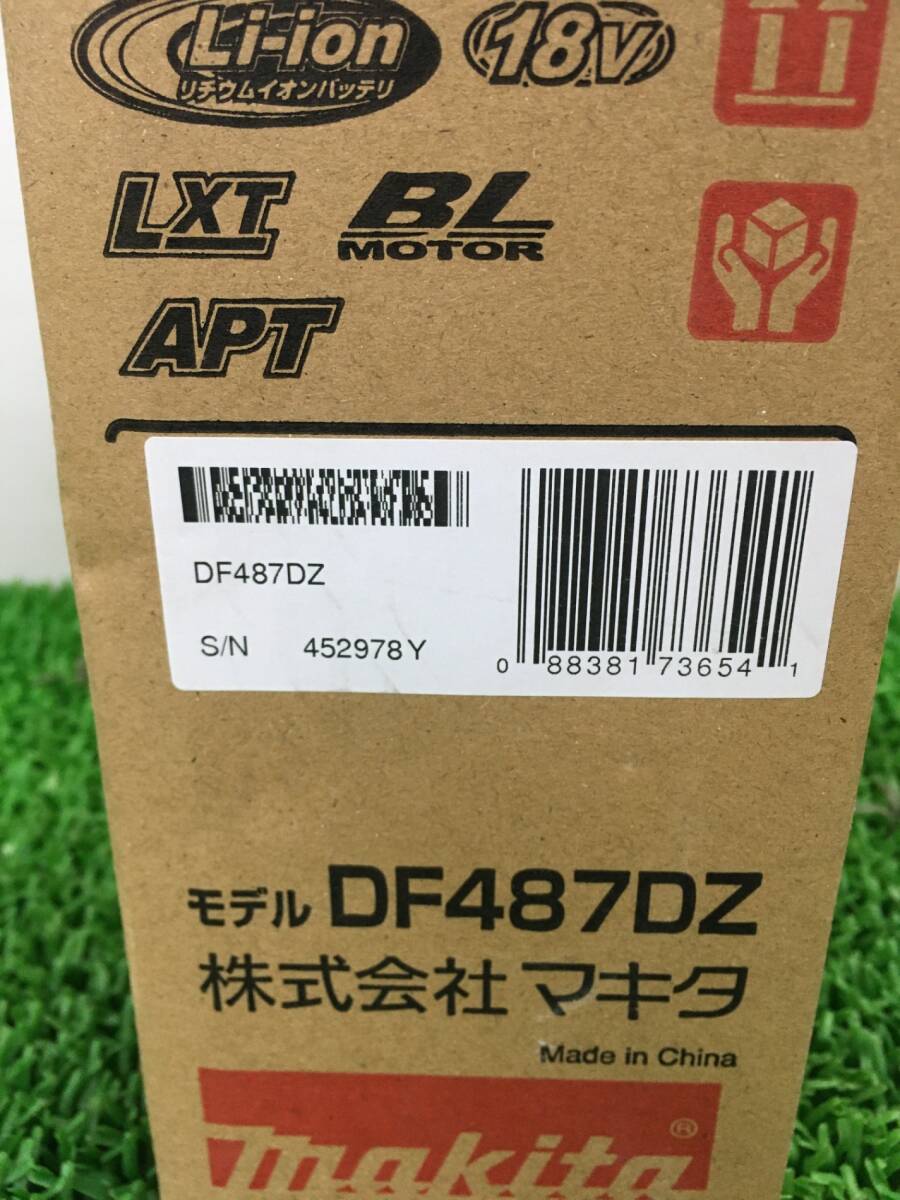 Li-ion
リチウムイオンバッテリ
18V
LXT
BL
MOTOR
APT
DF487DZ
S/N 452978Y
0 88381 73654 1
モデル DF487DZ
株式会社マキタ
Made in China
makita ®